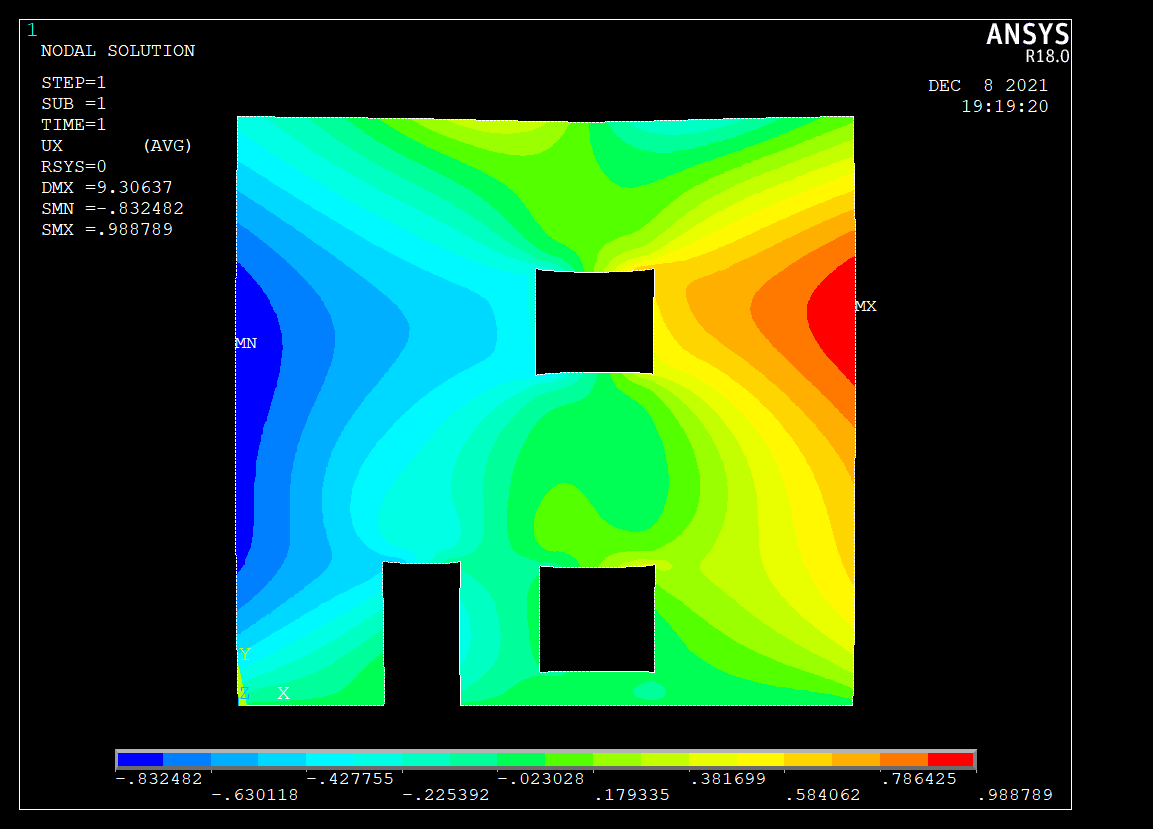 1
NODAL SOLUTION
STEP=1
SUB =1
TIME=1
UX (AVG)
RSYS=0
DMX =9.30637
SMN =-.832482
SMX =.988789
ANSYS
R18.0
DEC 8 2021
19:19:20
MX
MN
Y
Z X
-.832482 -.427755 -.023028 .381699 .786425
-.630118 -.225392 .179335 .584062 .988789